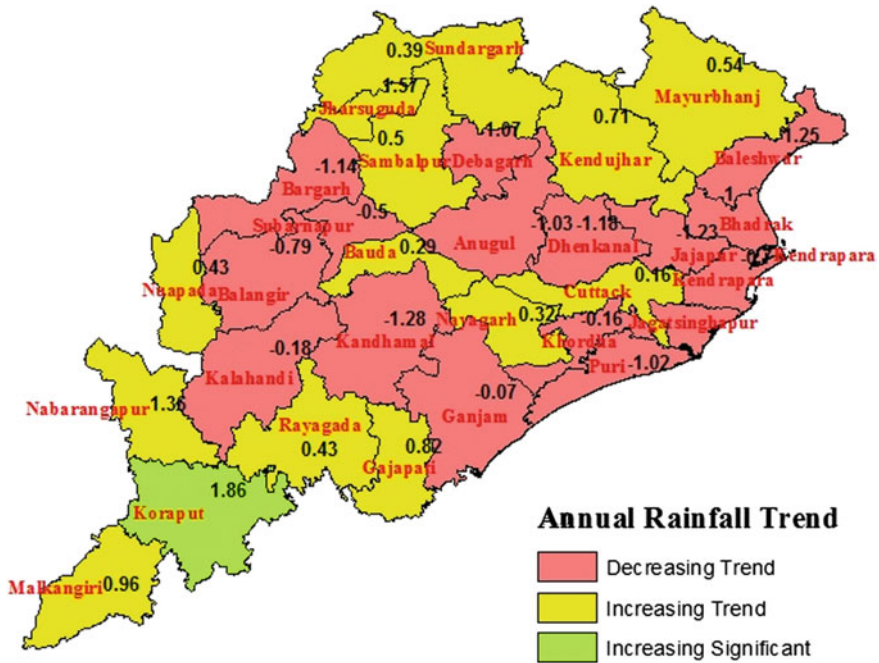 0.39
Sundargarh
0.54
Mayurbhanj
1.57
Jharsuguda
0.5
Sambalpur
-1.07
Debagarh
0.71
Kendujhar
-1.25
Baleshwar
-1.14
Bargarh
1
Bhadrak
-0.5
Subarnapur
-0.79
Balangir
Bauda
0.29
Anugul
-1.03
-1.18
Dhenkanal
-1.23
Jajapur
Kendrapara
Kendrapara
0.43
Nuapada
0.16
Cuttack
Nayagarh
0.32
-0.16
Khordha
Jagatsinghapur
-1.28
Kandhamal
-0.18
Kalahandi
Puri
-1.02
-0.07
Ganjam
Nabarangapur
Rayagada
0.43
0.82
Gajapati
1.86
Koraput
Malkangiri
0.96
Annual Rainfall Trend
Decreasing Trend
Increasing Trend
Increasing Significant